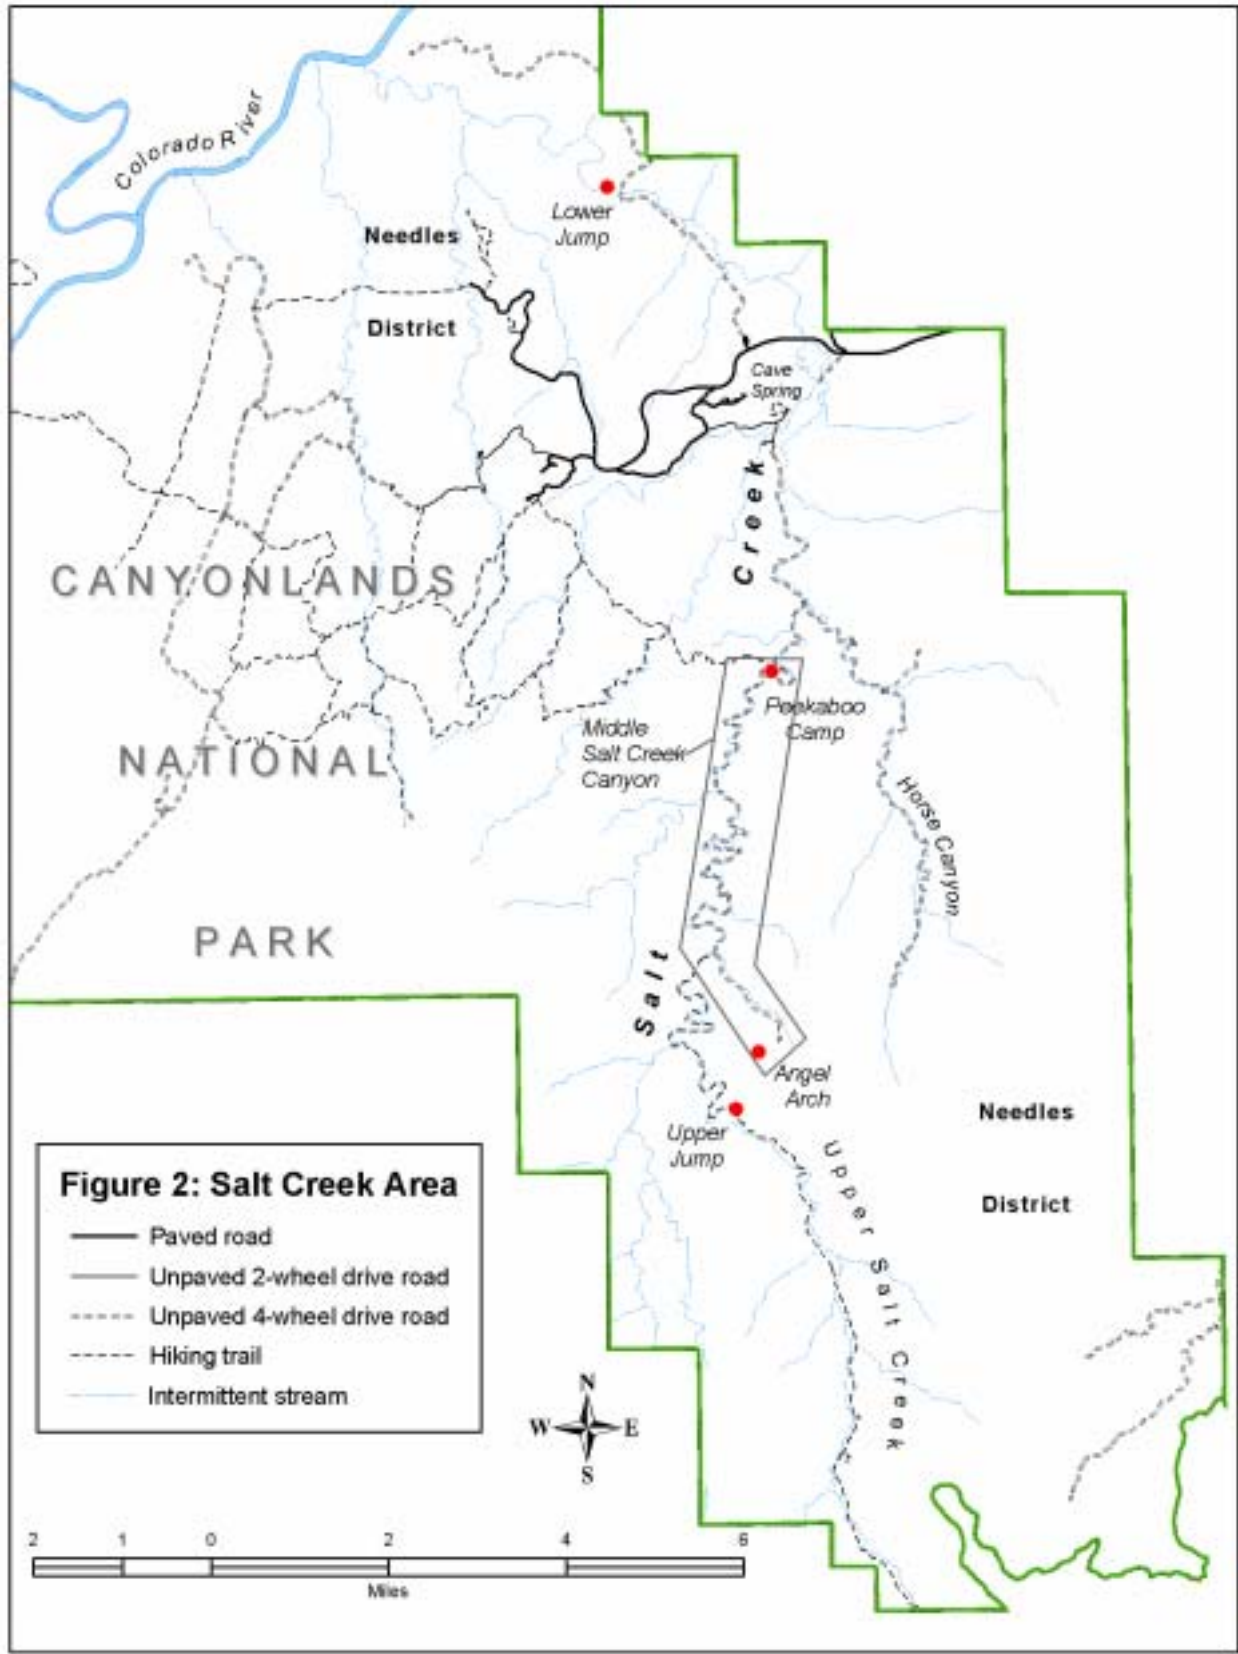 Colorado River
Lower
Jump
Needles
District
Cave
Spring
Creek
CANYONLANDS
Peekaboo
Camp
Middle
Salt Creek
Canyon
NATIONAL
Horse Canyon
PARK
Salt
Angel
Arch
Needles
Upper
Jump
Upper Salt Creek
District
Figure 2: Salt Creek Area
Paved road
Unpaved 2-wheel drive road
Unpaved 4-wheel drive road
Hiking trail
Intermittent stream
N
W E
S
2 1 0 2 4 6
Miles